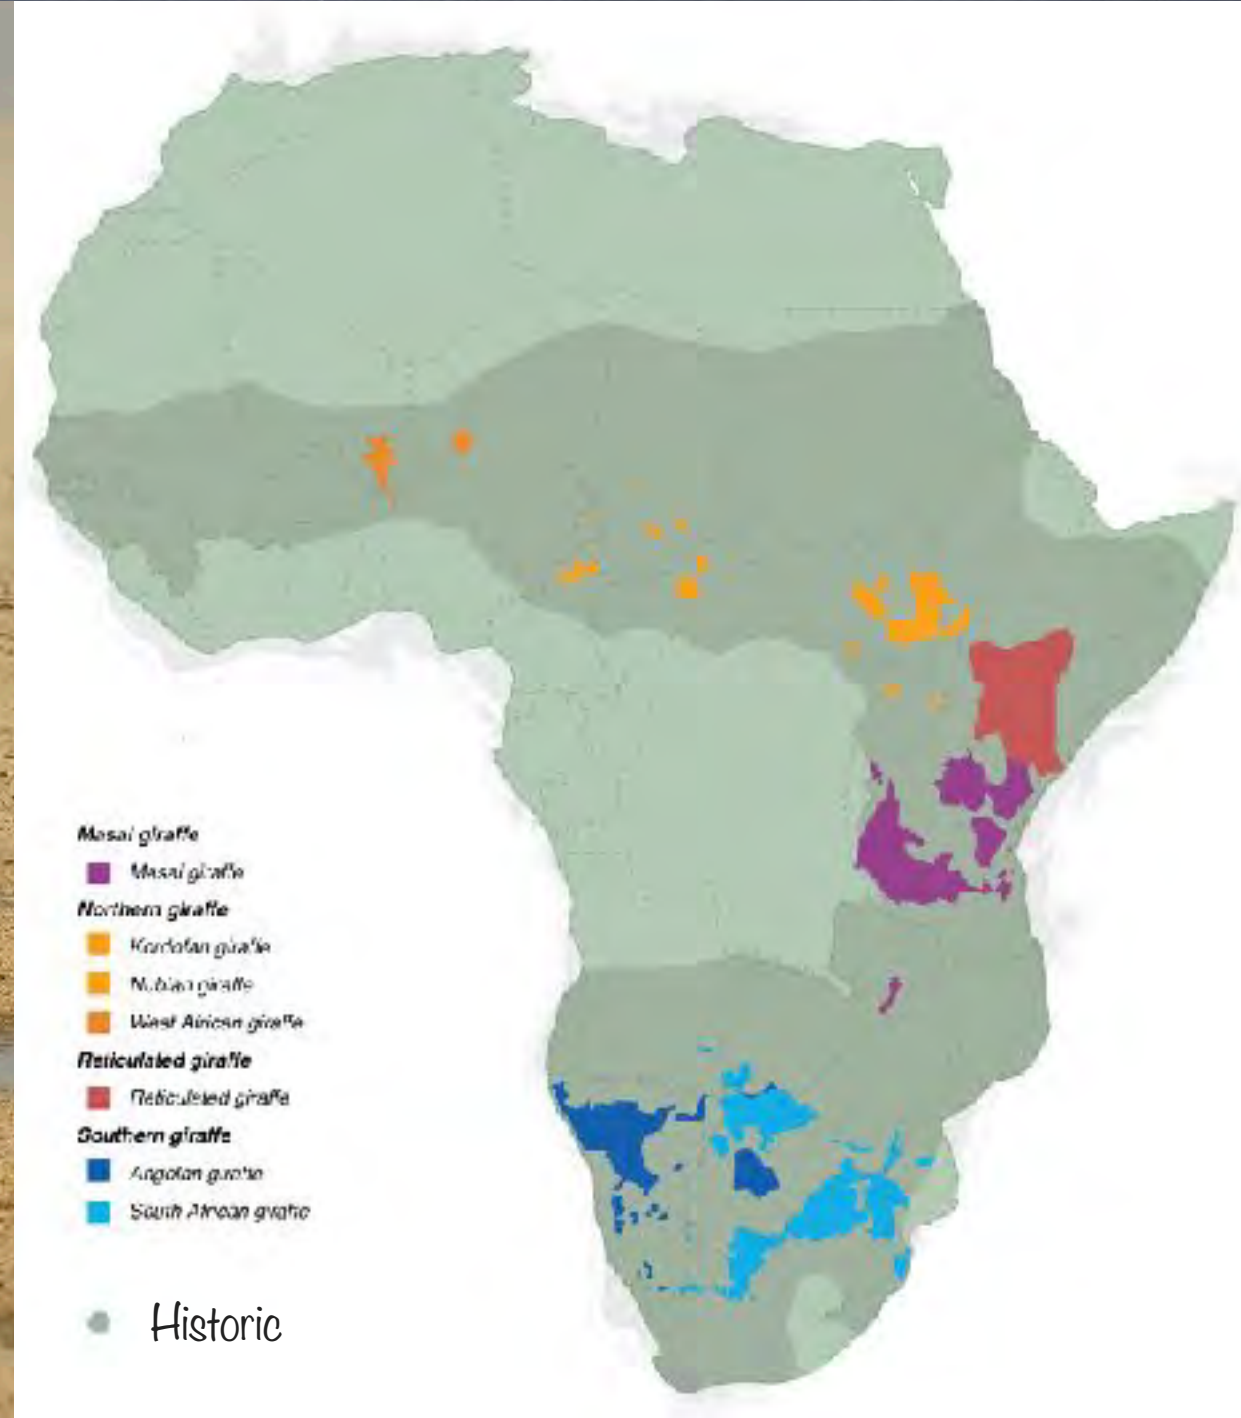 Masai giraffe
Masai giraffe
Northern giraffe
Kordofan giraffe
Nubian giraffe
West African giraffe
Reticulated giraffe
Reticulated giraffe
Southern giraffe
Angolan giraffe
South African giraffe
Historic